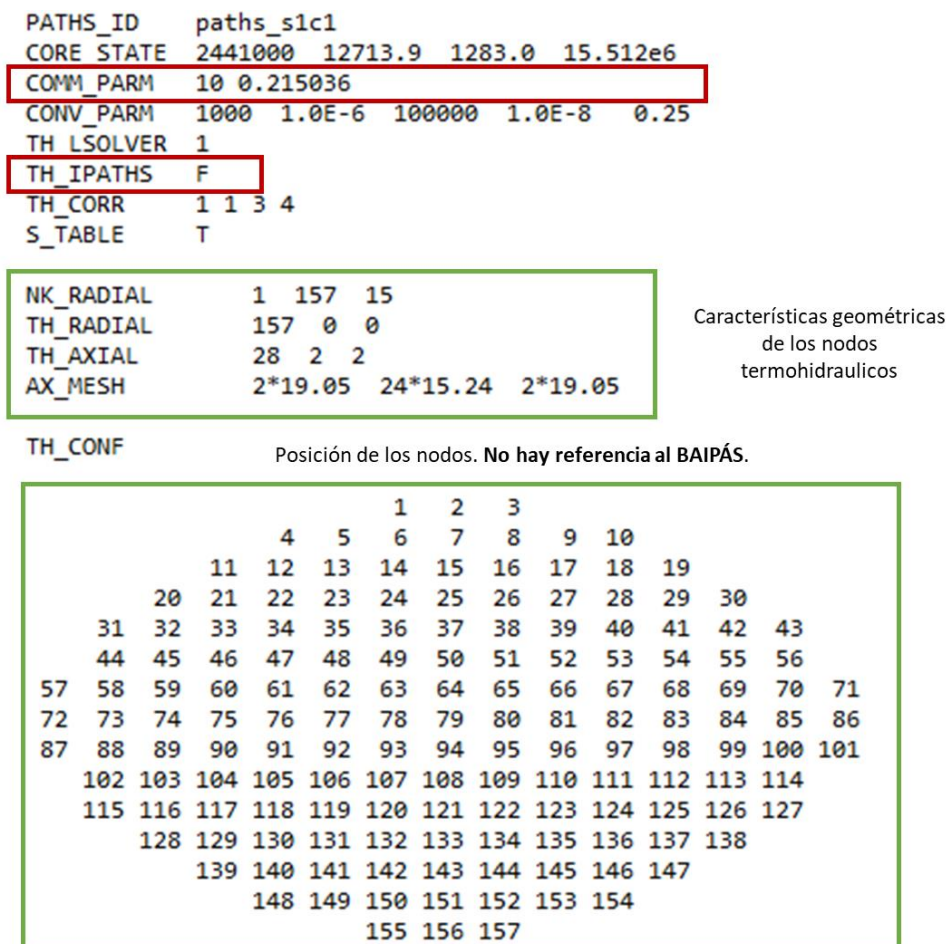 PATHS_ID paths_s1c1
CORE_STATE 2441000 12713.9 1283.0 15.512e6
COMM_PARM 10 0.215036
CONV_PARM 1000 1.0E-6 100000 1.0E-8 0.25
TH_LSOLVER 1
TH_IPATHS F
TH_CORR 1 1 3 4
S_TABLE T
NK_RADIAL 1 157 15
TH_RADIAL 157 0 0
TH_AXIAL 28 2 2
AX_MESH 2*19.05 24*15.24 2*19.05
Características geométricas
de los nodos
termohidraulicos
TH_CONF
Posición de los nodos. No hay referencia al BAIPÁS.
1 2 3
4 5 6 7 8 9 10
11 12 13 14 15 16 17 18 19
20 21 22 23 24 25 26 27 28 29 30
31 32 33 34 35 36 37 38 39 40 41 42 43
44 45 46 47 48 49 50 51 52 53 54 55 56
57 58 59 60 61 62 63 64 65 66 67 68 69 70 71
72 73 74 75 76 77 78 79 80 81 82 83 84 85 86
87 88 89 90 91 92 93 94 95 96 97 98 99 100 101
102 103 104 105 106 107 108 109 110 111 112 113 114
115 116 117 118 119 120 121 122 123 124 125 126 127
128 129 130 131 132 133 134 135 136 137 138
139 140 141 142 143 144 145 146 147
148 149 150 151 152 153 154
155 156 157